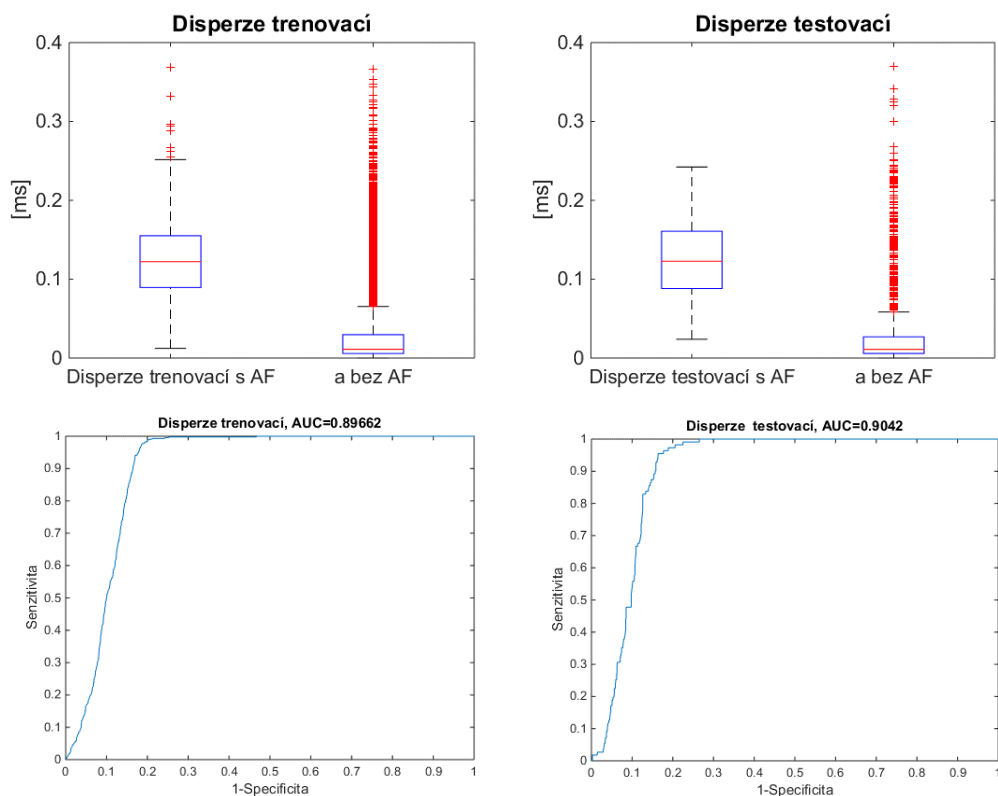 Disperze trenovací
0.4
0.3
0.2
0.1
0
[ms]
Disperze trenovací s AF
a bez AF
Disperze testovací
0.4
0.3
0.2
0.1
0
[ms]
Disperze testovací s AF
a bez AF
Disperze trenovací, AUC=0.89662
1
0.9
0.8
0.7
0.6
0.5
0.4
0.3
0.2
0.1
0
Senzitivita
0 0.1 0.2 0.3 0.4 0.5 0.6 0.7 0.8 0.9 1
1-Specificita
Disperze testovací, AUC=0.9042
1
0.9
0.8
0.7
0.6
0.5
0.4
0.3
0.2
0.1
0
Senzitivita
0 0.1 0.2 0.3 0.4 0.5 0.6 0.7 0.8 0.9 1
1-Specificita